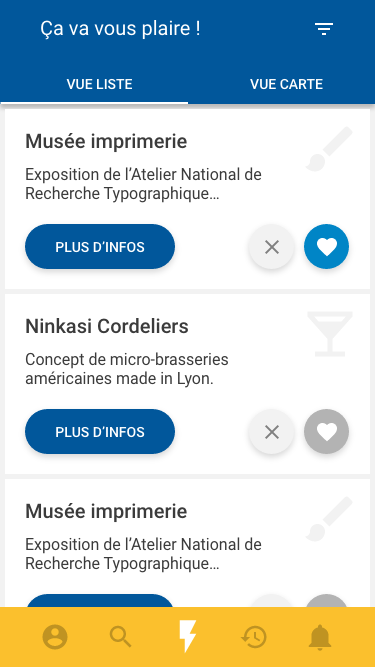 Ça va vous plaire !
VUE LISTE
VUE CARTE
Musée imprimerie
Exposition de l’Atelier National de
Recherche Typographique…
PLUS D’INFOS
Ninkasi Cordeliers
Concept de micro-brasseries
américaines made in Lyon.
PLUS D’INFOS
Musée imprimerie
Exposition de l’Atelier National de
Recherche Typographique…